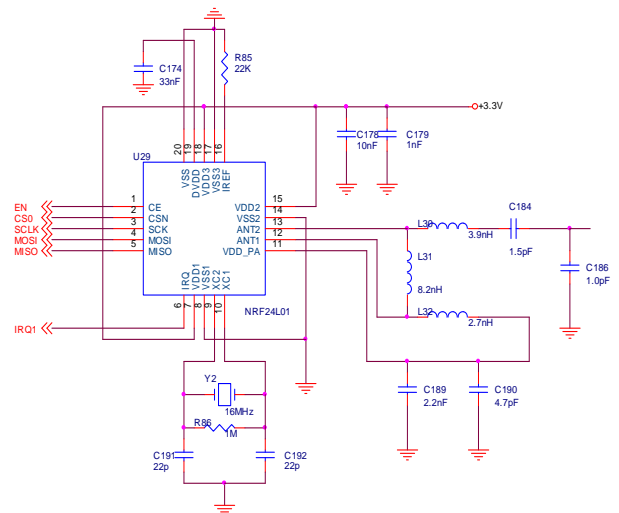 R85
22K
C174
33nF
+3.3V
C178
10nF
C179
1nF
U29
20
19
18
17
16
VSS
DVDD
VDD3
VSS3
IREF
EN
1
CE
CS0
2
CSN
SCLK
3
SCK
MOSI
4
MOSI
MISO
5
MISO
VDD2
15
VSS2
14
ANT2
13
ANT1
12
VDD_PA
11
IRQ
VDD1
VSS1
XC2
XC1
6
7
8
9
10
NRF24L01
IRQ1
L30
3.9nH
C184
1.5pF
L31
8.2nH
C186
1.0pF
L32
2.7nH
C189
2.2nF
C190
4.7pF
Y2
16MHz
R86
1M
C191
22p
C192
22p